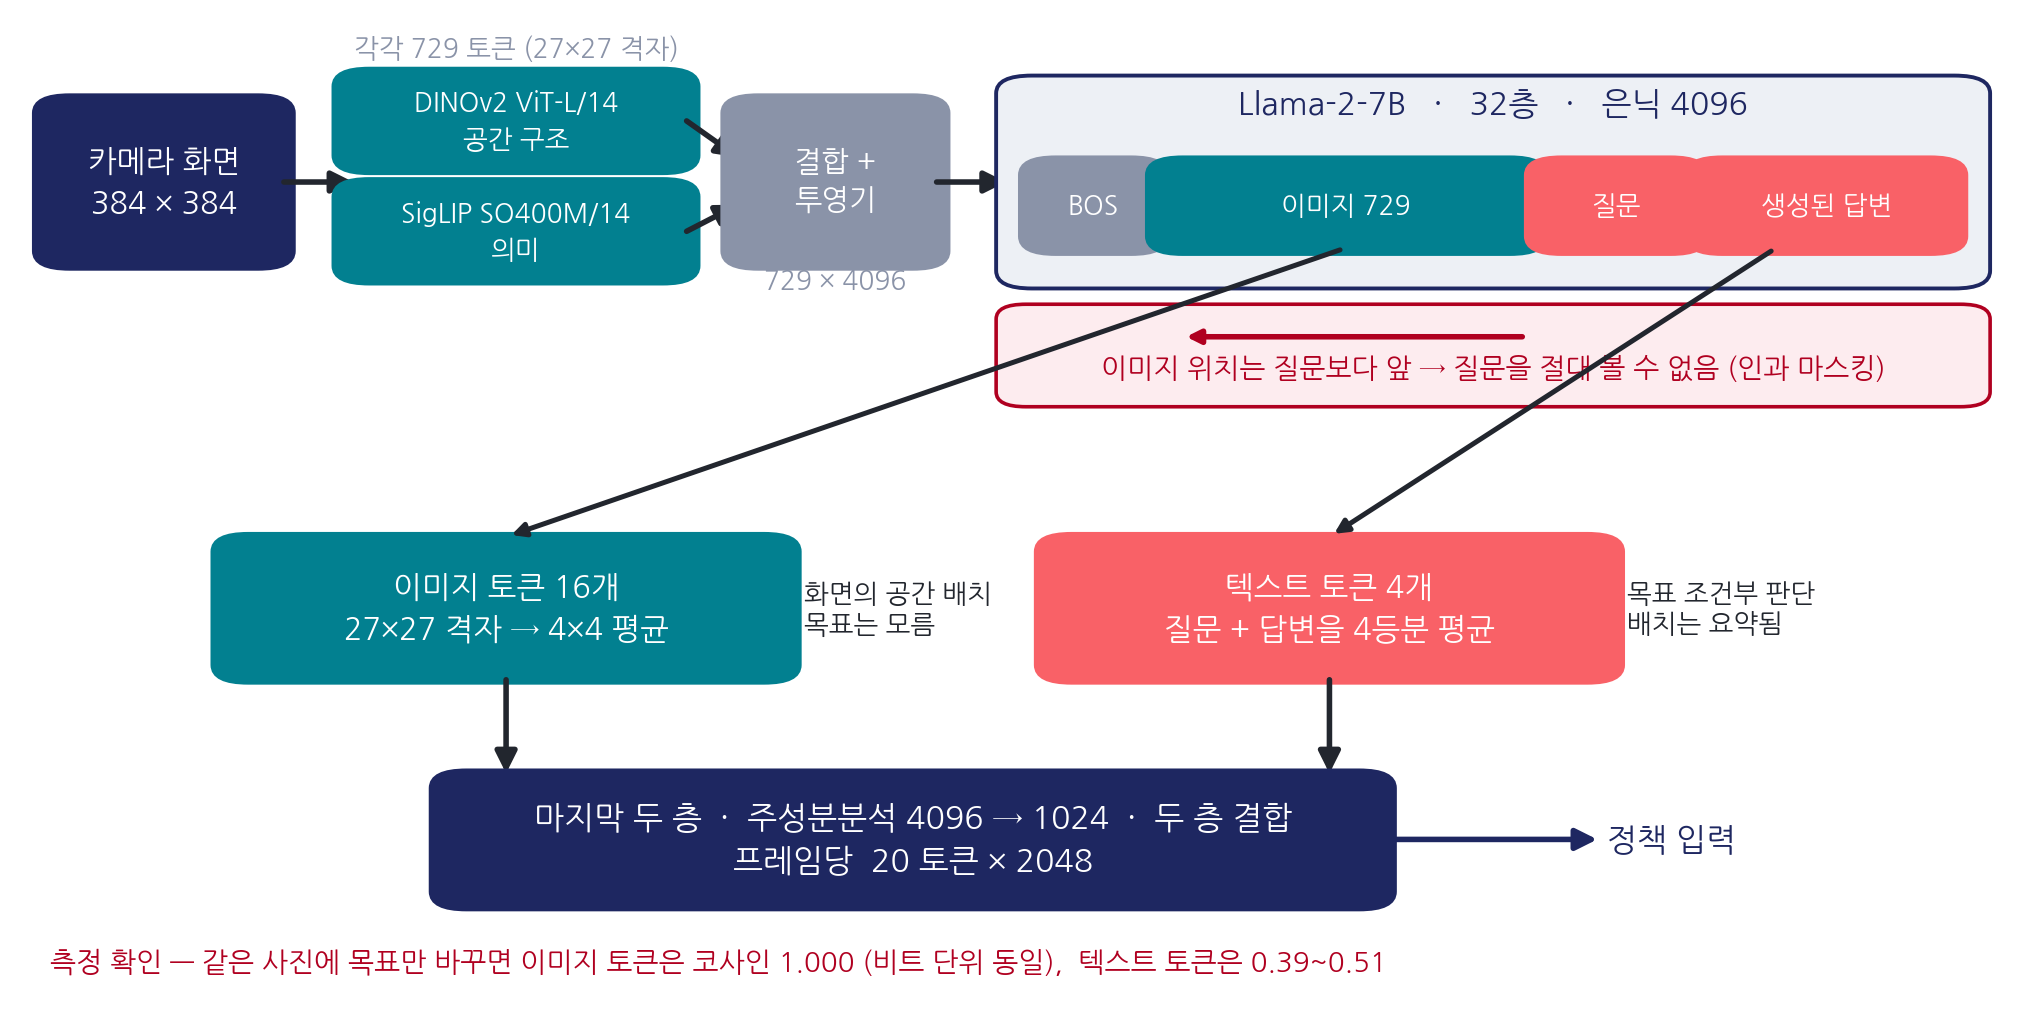 각각 729 토큰 (27×27 격자)
카메라 화면
384 × 384
DINOv2 ViT-L/14
공간 구조
SigLIP SO400M/14
의미
결합 +
투영기
729 × 4096
Llama-2-7B · 32층 · 은닉 4096
BOS
이미지 729
질문
생성된 답변
이미지 위치는 질문보다 앞 → 질문을 절대 볼 수 없음 (인과 마스킹)
이미지 토큰 16개
27×27 격자 → 4×4 평균
화면의 공간 배치
목표는 모름
텍스트 토큰 4개
질문 + 답변을 4등분 평균
목표 조건부 판단
배치는 요약됨
마지막 두 층 · 주성분분석 4096 → 1024 · 두 층 결합
프레임당 20 토큰 × 2048
정책 입력
측정 확인 — 같은 사진에 목표만 바꾸면 이미지 토큰은 코사인 1.000 (비트 단위 동일), 텍스트 토큰은 0.39~0.51